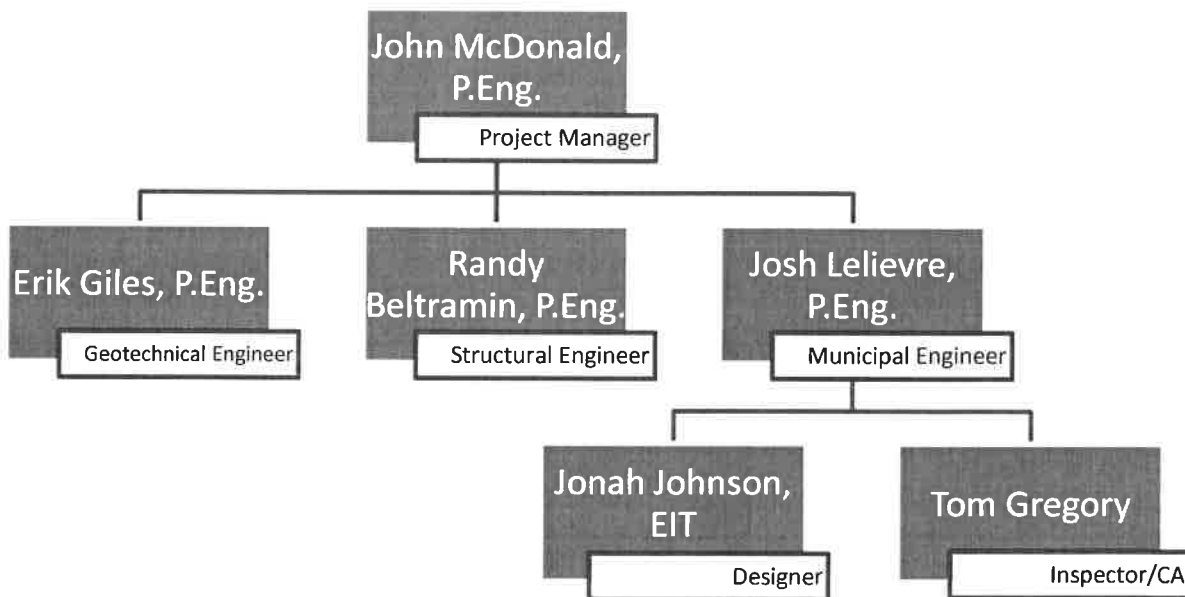 John McDonald,
P.Eng.
Project Manager
Erik Giles, P.Eng.
Geotechnical Engineer
Randy
Beltramin, P.Eng.
Structural Engineer
Josh Lelievre,
P.Eng.
Municipal Engineer
Jonah Johnson,
EIT
Designer
Tom Gregory
Inspector/CA